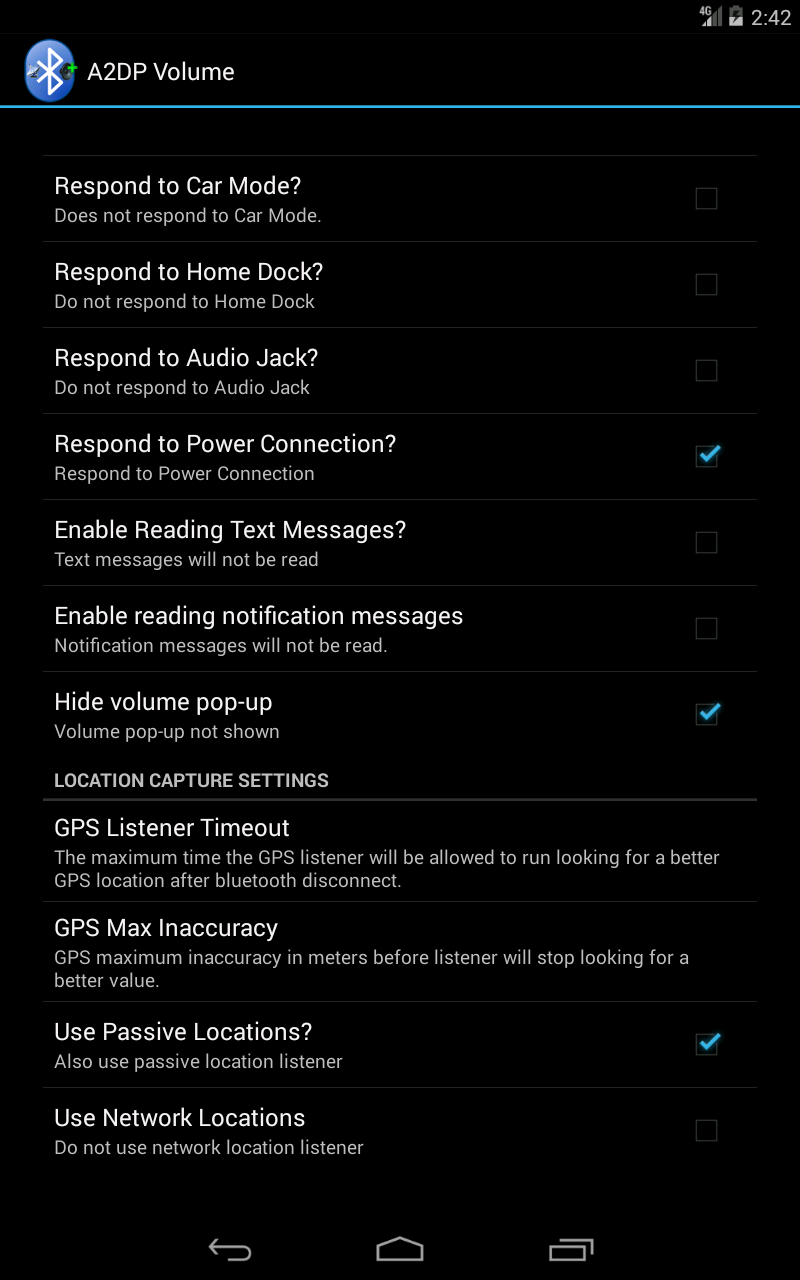 4G 2:42
A2DP Volume
Respond to Car Mode?
Does not respond to Car Mode.
Respond to Home Dock?
Do not respond to Home Dock
Respond to Audio Jack?
Do not respond to Audio Jack
Respond to Power Connection?
Respond to Power Connection
Enable Reading Text Messages?
Text messages will not be read
Enable reading notification messages
Notification messages will not be read.
Hide volume pop-up
Volume pop-up not shown
LOCATION CAPTURE SETTINGS
GPS Listener Timeout
The maximum time the GPS listener will be allowed to run looking for a better
GPS location after bluetooth disconnect.
GPS Max Inaccuracy
GPS maximum inaccuracy in meters before listener will stop looking for a
better value.
Use Passive Locations?
Also use passive location listener
Use Network Locations
Do not use network location listener